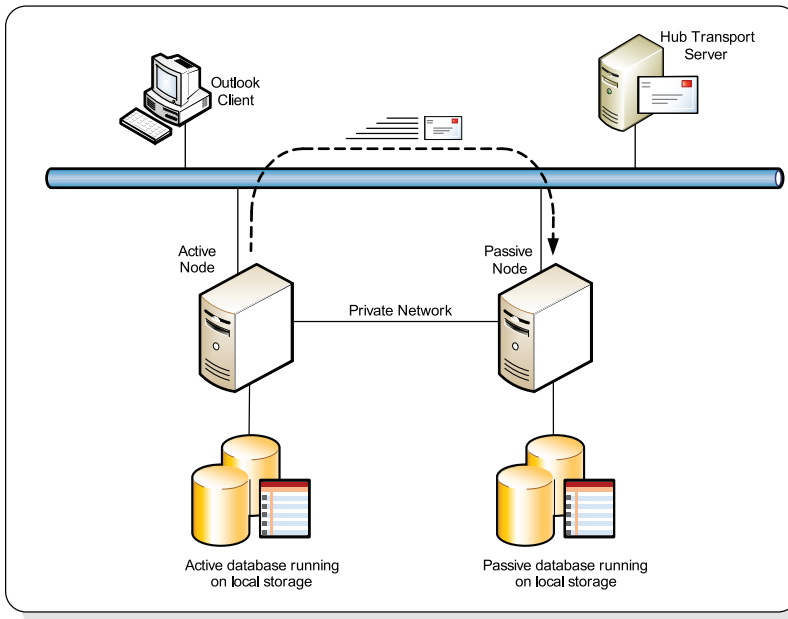 Outlook
Client
Hub Transport
Server
Active
Node
Passive
Node
Private Network
Active database running
on local storage
Passive database running
on local storage